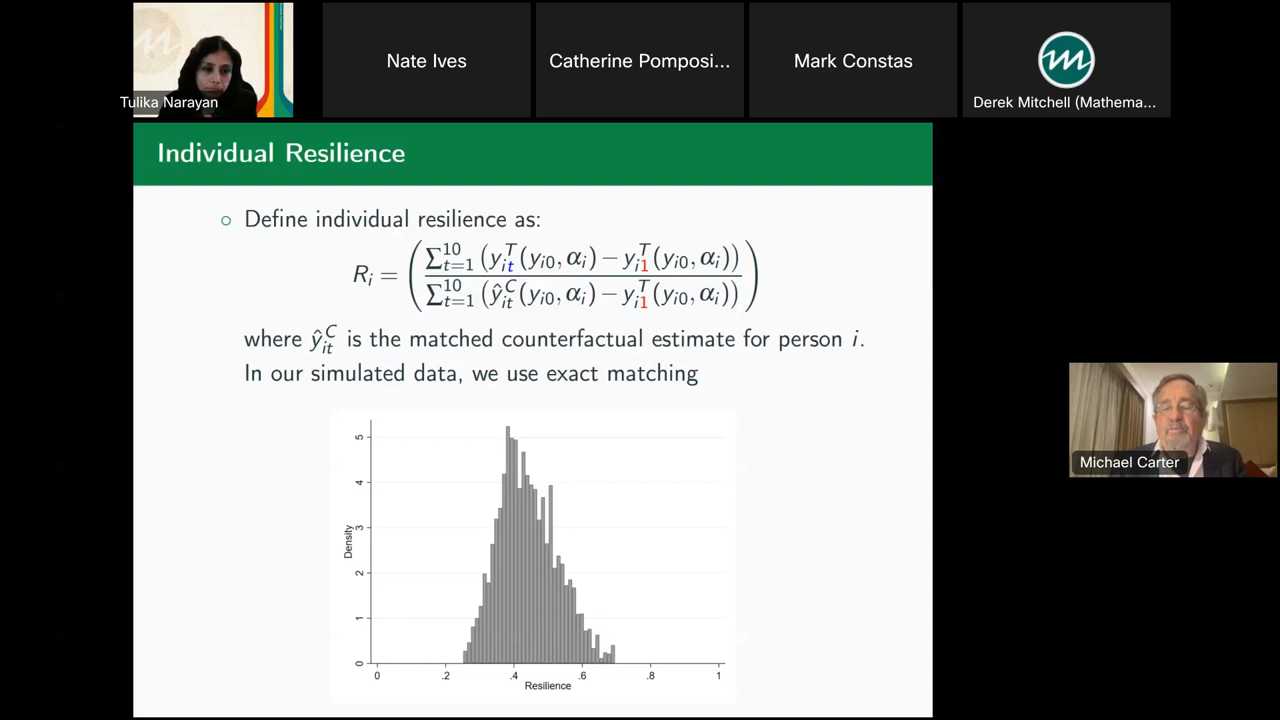 Tulika Narayan
Nate Ives
Catherine Pomposi...
Mark Constas
Derek Mitchell (Mathema...
Individual Resilience
Define individual resilience as:
R_i = ( \frac{\sum_{t=1}^{10} (y_{it}^T(y_{i0}, α_i) − y_{i1}^T(y_{i0}, α_i))}{\sum_{t=1}^{10} (ŷ_{it}^C(y_{i0}, α_i) − y_{i1}^T(y_{i0}, α_i))} )
where ŷ_{it}^C is the matched counterfactual estimate for person i.
In our simulated data, we use exact matching
Density
5
4
3
2
1
0
0 .2 .4 .6 .8 1
Resilience
Michael Carter